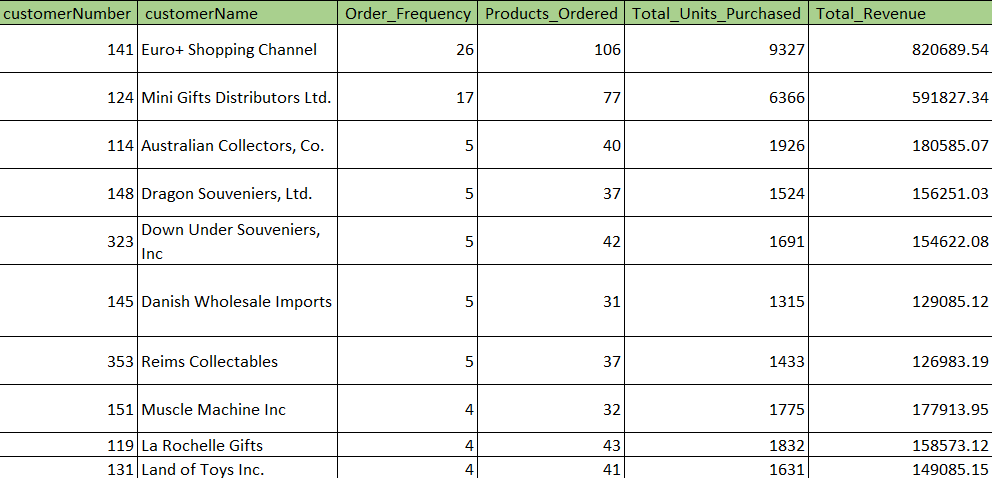 customerNumber customerName Order_Frequency Products_Ordered Total_Units_Purchased Total_Revenue
141 Euro+ Shopping Channel 26 106 9327 820689.54
124 Mini Gifts Distributors Ltd. 17 77 6366 591827.34
114 Australian Collectors, Co. 5 40 1926 180585.07
148 Dragon Souveniers, Ltd. 5 37 1524 156251.03
323 Down Under Souveniers,
Inc 5 42 1691 154622.08
145 Danish Wholesale Imports 5 31 1315 129085.12
353 Reims Collectables 5 37 1433 126983.19
151 Muscle Machine Inc 4 32 1775 177913.95
119 La Rochelle Gifts 4 43 1832 158573.12
131 Land of Toys Inc. 4 41 1631 149085.15